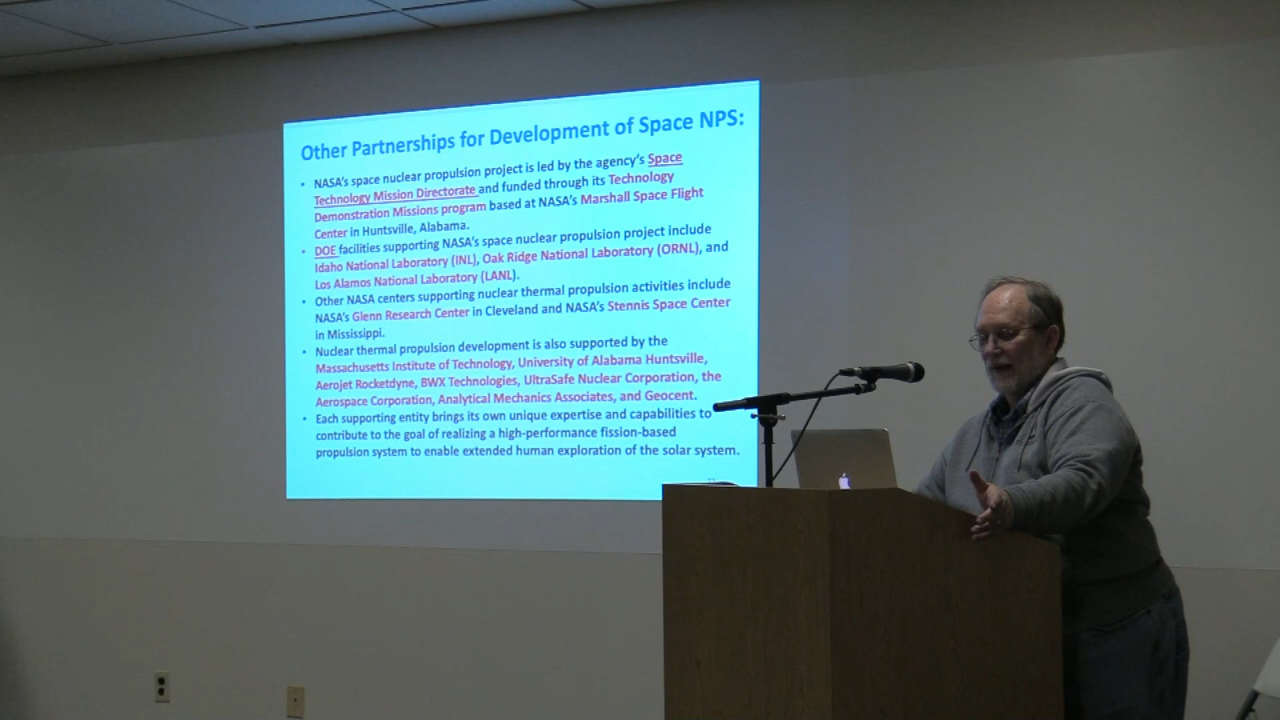 Other Partnerships for Development of Space NPS:
• NASA's space nuclear propulsion project is led by the agency's Space
Technology Mission Directorate and funded through its Technology
Demonstration Missions program based at NASA's Marshall Space Flight
Center in Huntsville, Alabama.
• DOE facilities supporting NASA's space nuclear propulsion project include
Idaho National Laboratory (INL), Oak Ridge National Laboratory (ORNL), and
Los Alamos National Laboratory (LANL).
• Other NASA centers supporting nuclear thermal propulsion activities include
NASA's Glenn Research Center in Cleveland and NASA's Stennis Space Center
in Mississippi.
• Nuclear thermal propulsion development is also supported by the
Massachusetts Institute of Technology, University of Alabama Huntsville,
Aerojet Rocketdyne, BWX Technologies, UltraSafe Nuclear Corporation, the
Aerospace Corporation, Analytical Mechanics Associates, and Geocent.
• Each supporting entity brings its own unique expertise and capabilities to
contribute to the goal of realizing a high-performance fission-based
propulsion system to enable extended human exploration of the solar system.